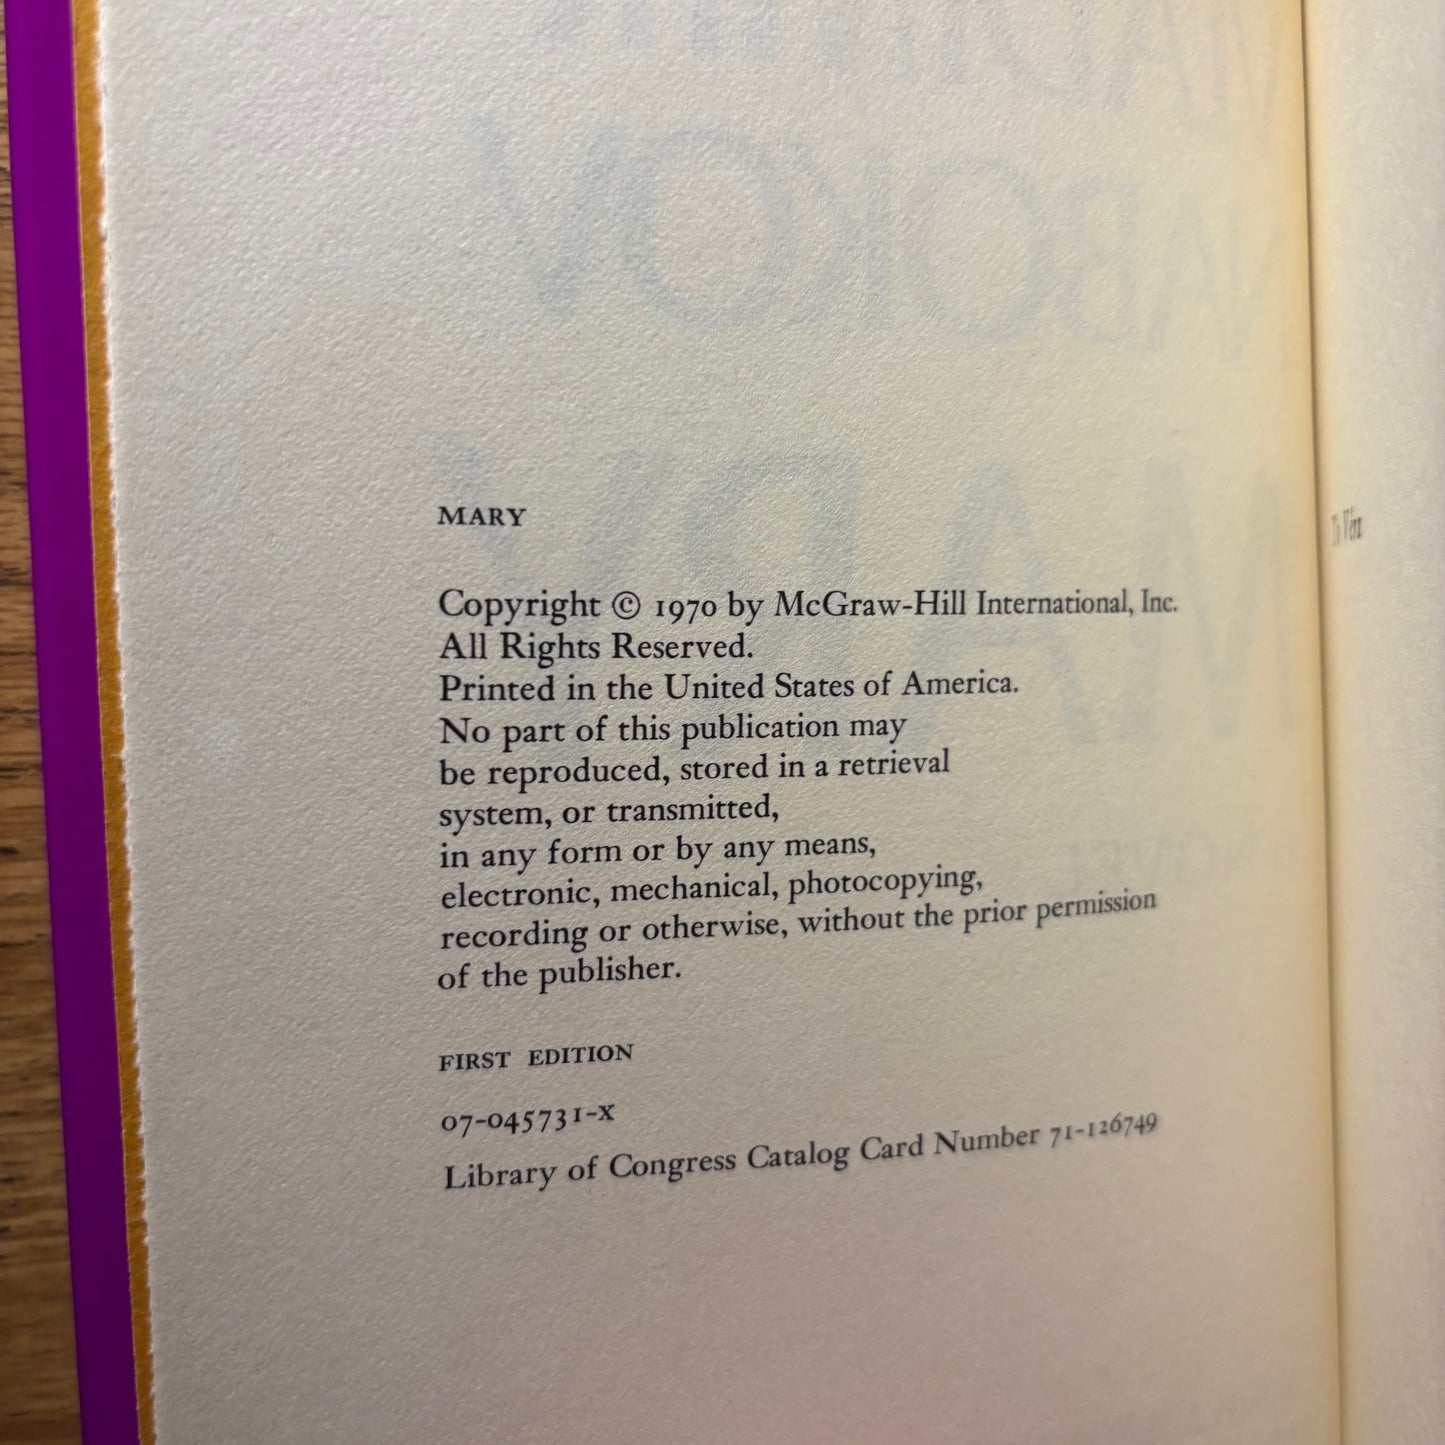 MARY
Copyright © 1970 by McGraw-Hill International, Inc.
All Rights Reserved.
Printed in the United States of America.
No part of this publication may
be reproduced, stored in a retrieval
system, or transmitted,
in any form or by any means,
electronic, mechanical, photocopying,
recording or otherwise, without the prior permission
of the publisher.
FIRST EDITION
07-045731-X
Library of Congress Catalog Card Number 71-126749
To Véra